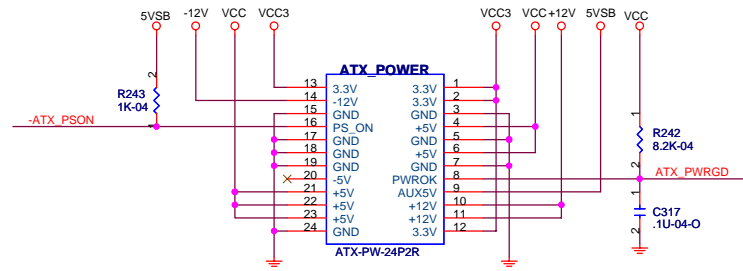 5VSB -12V VCC VCC3 VCC3 VCC +12V 5VSB VCC
ATX_POWER
2
R243
1K-04
1
-ATX_PSON
13 3.3V 3.3V 1
14 -12V 3.3V 2
15 GND GND 3
16 PS_ON +5V 4
17 GND GND 5
18 GND +5V 6
19 GND GND 7
20 -5V PWROK 8
21 +5V AUX5V 9
22 +5V +12V 10
23 +5V +12V 11
24 GND 3.3V 12
ATX-PW-24P2R
1
R242
8.2K-04
2
ATX_PWRGD
1
C317
.1U-04-O
2